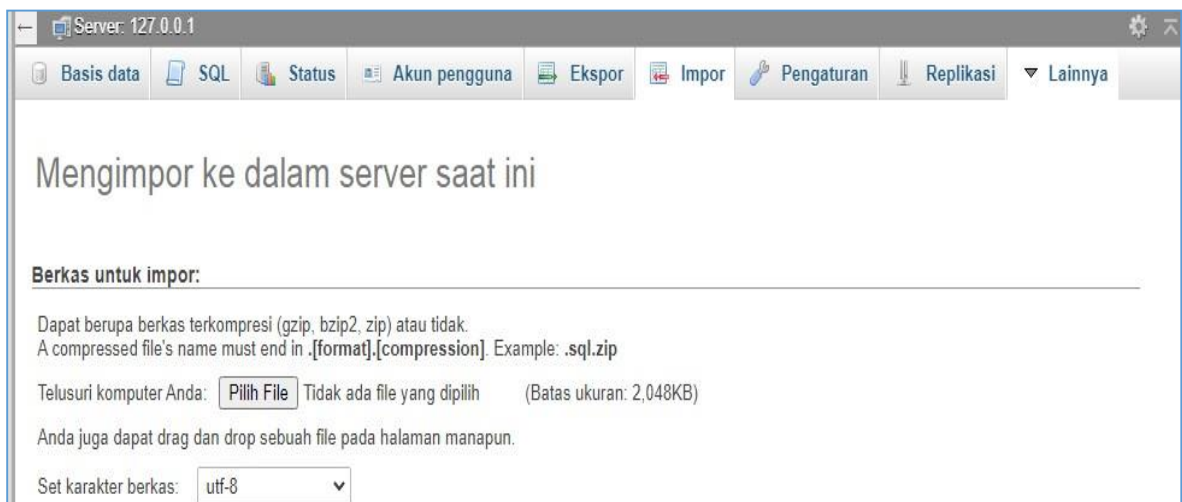 Server: 127.0.0.1
Basis data SQL Status Akun pengguna Ekspor Impor Pengaturan Replikasi Lainnya
Mengimpor ke dalam server saat ini
Berkas untuk impor:
Dapat berupa berkas terkompresi (gzip, bzip2, zip) atau tidak.
A compressed file's name must end in .[format].[compression]. Example: .sql.zip
Telusuri komputer Anda: Pilih File Tidak ada file yang dipilih (Batas ukuran: 2,048KB)
Anda juga dapat drag dan drop sebuah file pada halaman manapun.
Set karakter berkas: utf-8